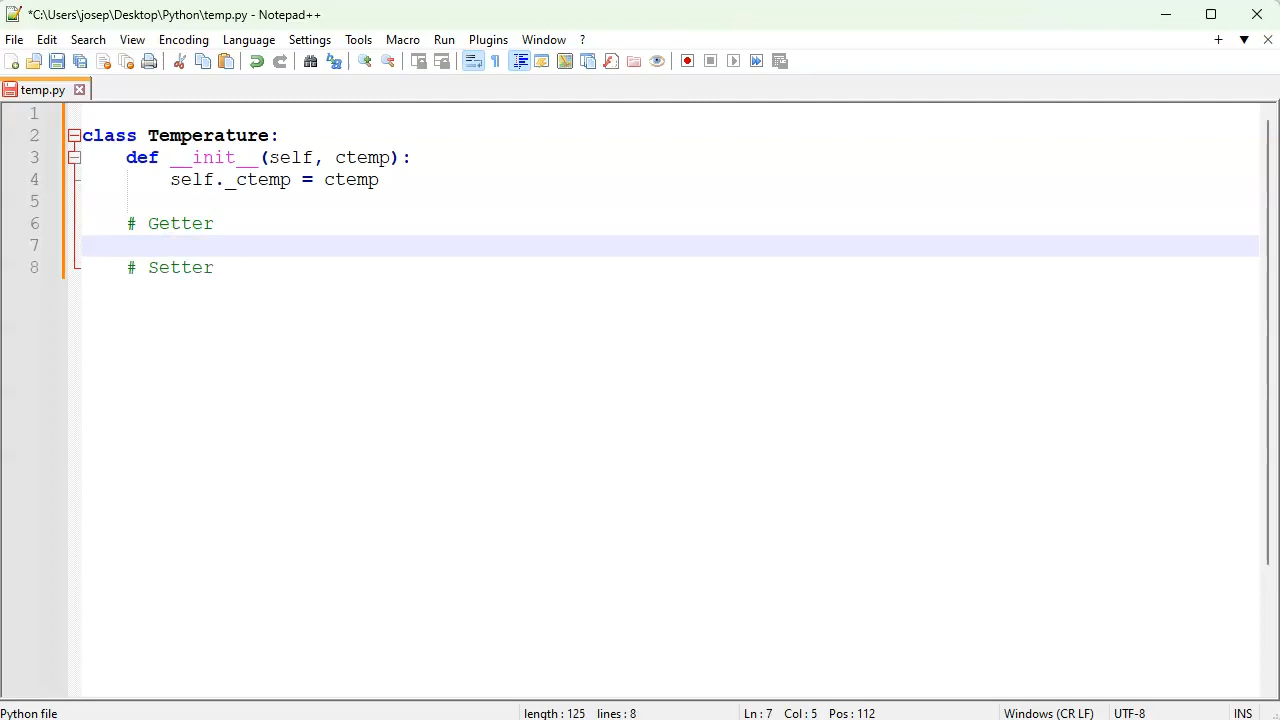 *C:\Users\josep\Desktop\Python\temp.py - Notepad++
File Edit Search View Encoding Language Settings Tools Macro Run Plugins Window ?
temp.py
1
2 class Temperature:
3 def __init__(self, ctemp):
4 self._ctemp = ctemp
5
6 # Getter
7
8 # Setter
Python file length : 125 lines : 8 Ln : 7 Col : 5 Pos : 112 Windows (CR LF) UTF-8 INS